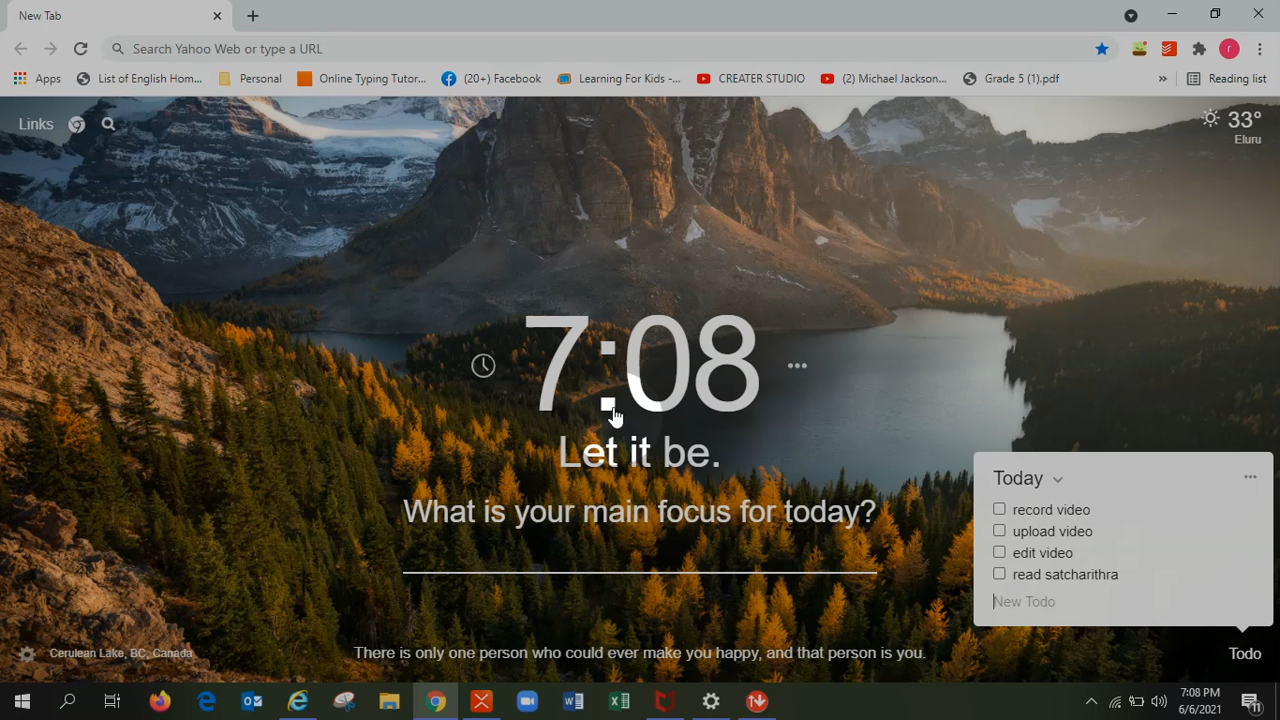 New Tab
Search Yahoo Web or type a URL
r
Apps
List of English Hom...
Personal
Online Typing Tutor...
(20+) Facebook
Learning For Kids -...
CREATER STUDIO
(2) Michael Jackson...
Grade 5 (1).pdf
»
Reading list
Links
33°
Eluru
7:08
Let it be.
What is your main focus for today?
Today
record video
upload video
edit video
read satcharithra
New Todo
Cerulean Lake, BC, Canada
There is only one person who could ever make you happy, and that person is you.
Todo
7:08 PM
6/6/2021
11